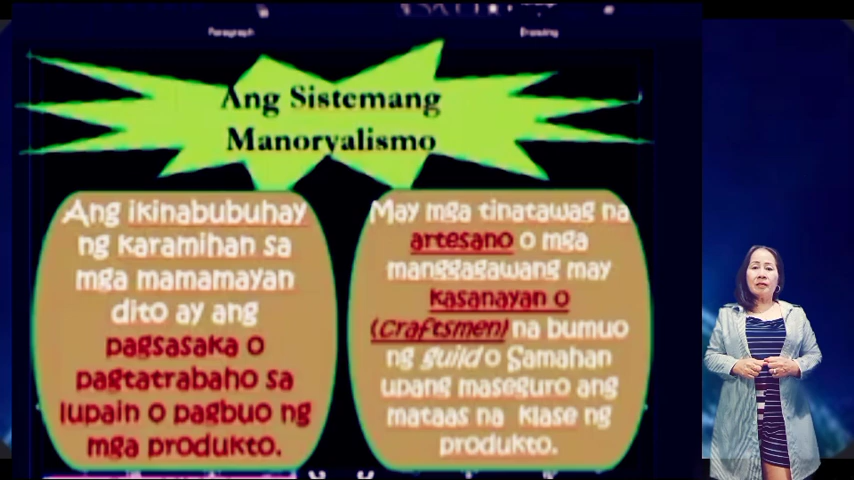 Paragraph
Ang Sistemang
Manoryalismo
Ang ikinabubuhay
ng karamihan sa
mga mamamayan
dito ay ang
pagsasaka o
pagtatrabaho sa
lupain o pagbuo ng
mga produkto.
May mga tinatawag na
artesano o mga
manggagawang may
kasanayan o
(craftsmen) na bumuo
ng guild o Samahan
upang maseguro ang
mataas na klase ng
produkto.